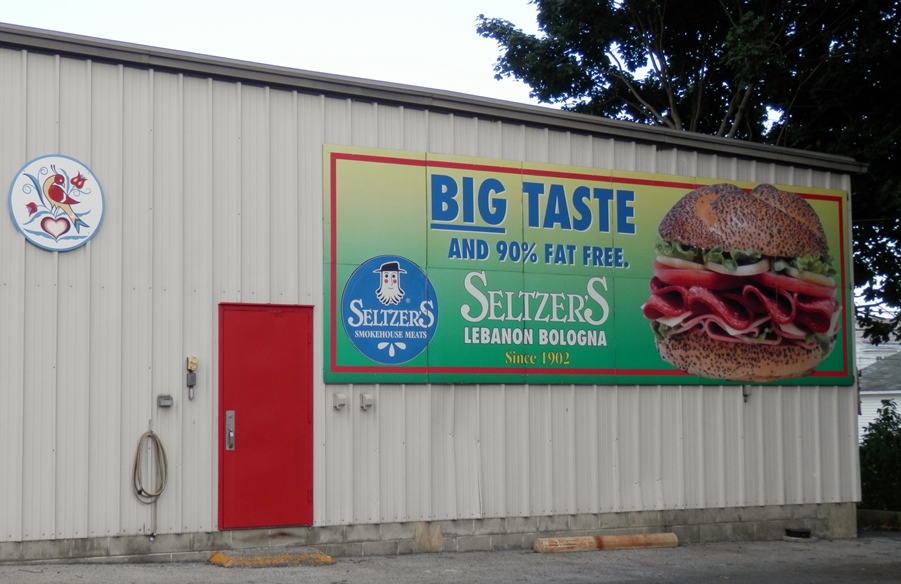 BIG TASTE
AND 90% FAT FREE.
SELTZER'S
SMOKEHOUSE MEATS
®
SELTZER'S
LEBANON BOLOGNA
Since 1902